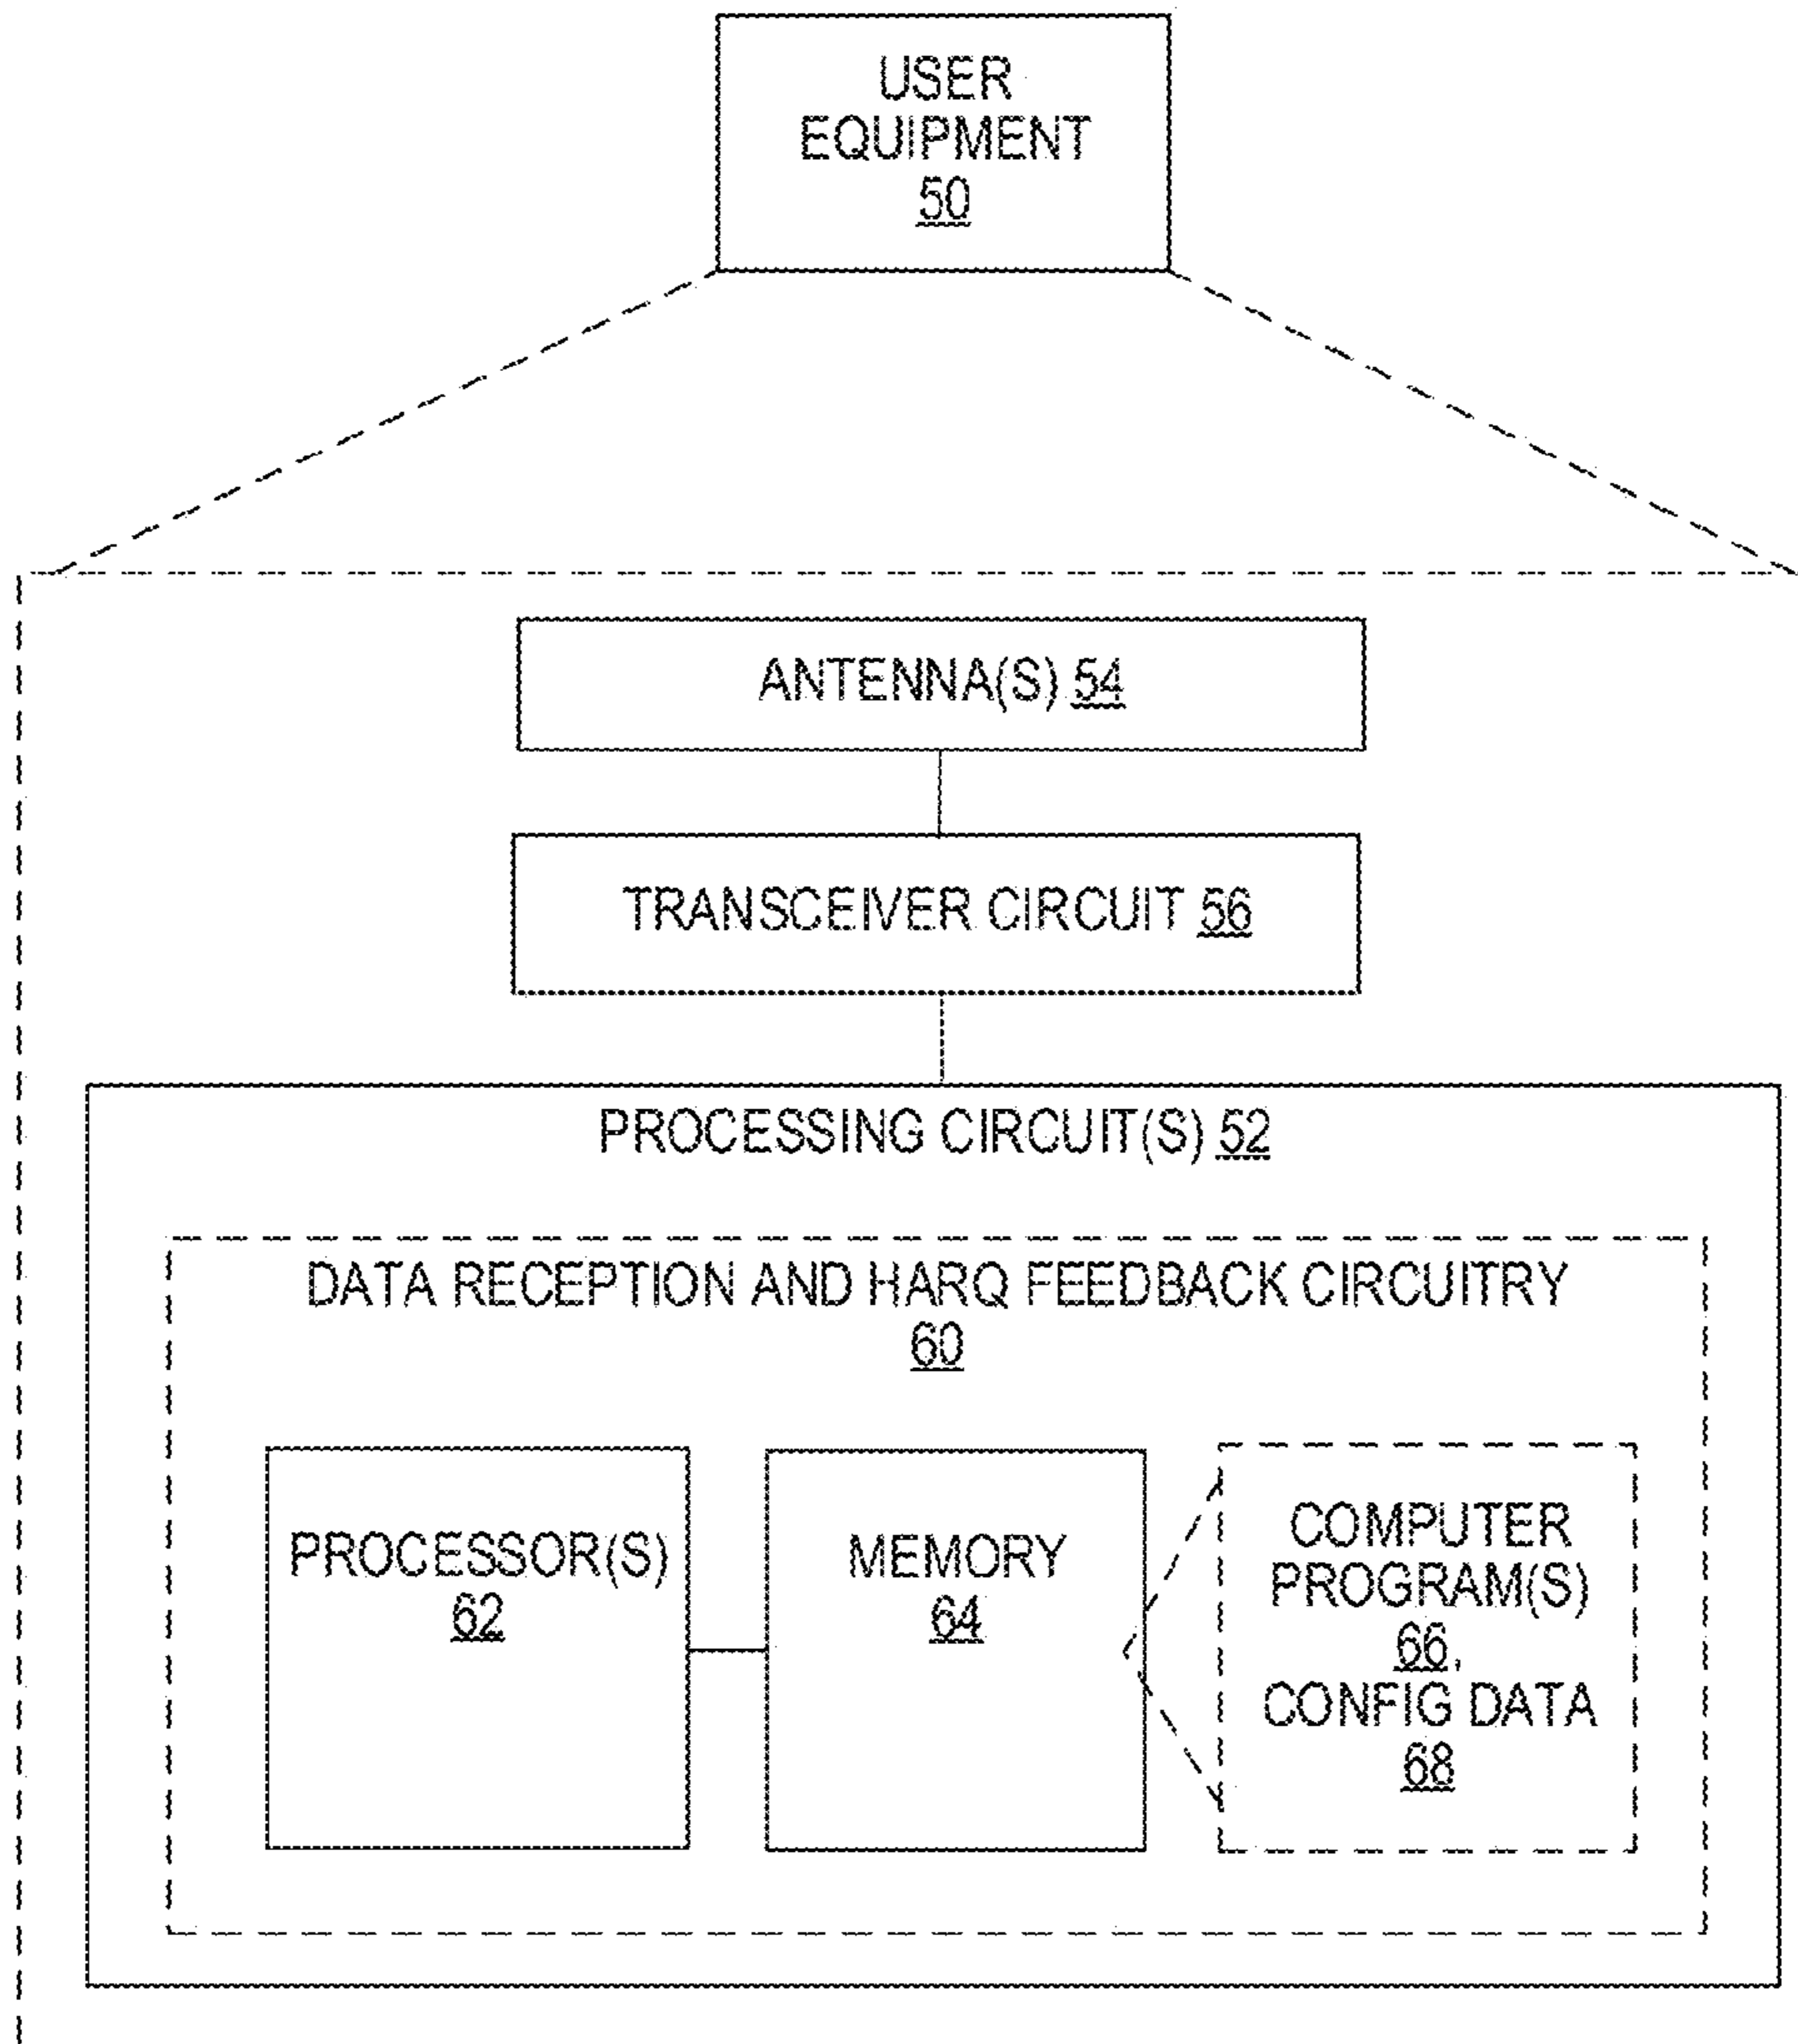 USER
EQUIPMENT
50
ANTENNA(S) 54
TRANSCEIVER CIRCUIT 56
PROCESSING CIRCUIT(S) 52
DATA RECEPTION AND HARQ FEEDBACK CIRCUITRY
60
PROCESSOR(S)
62
MEMORY
64
COMPUTER
PROGRAM(S)
66,
CONFIG DATA
68